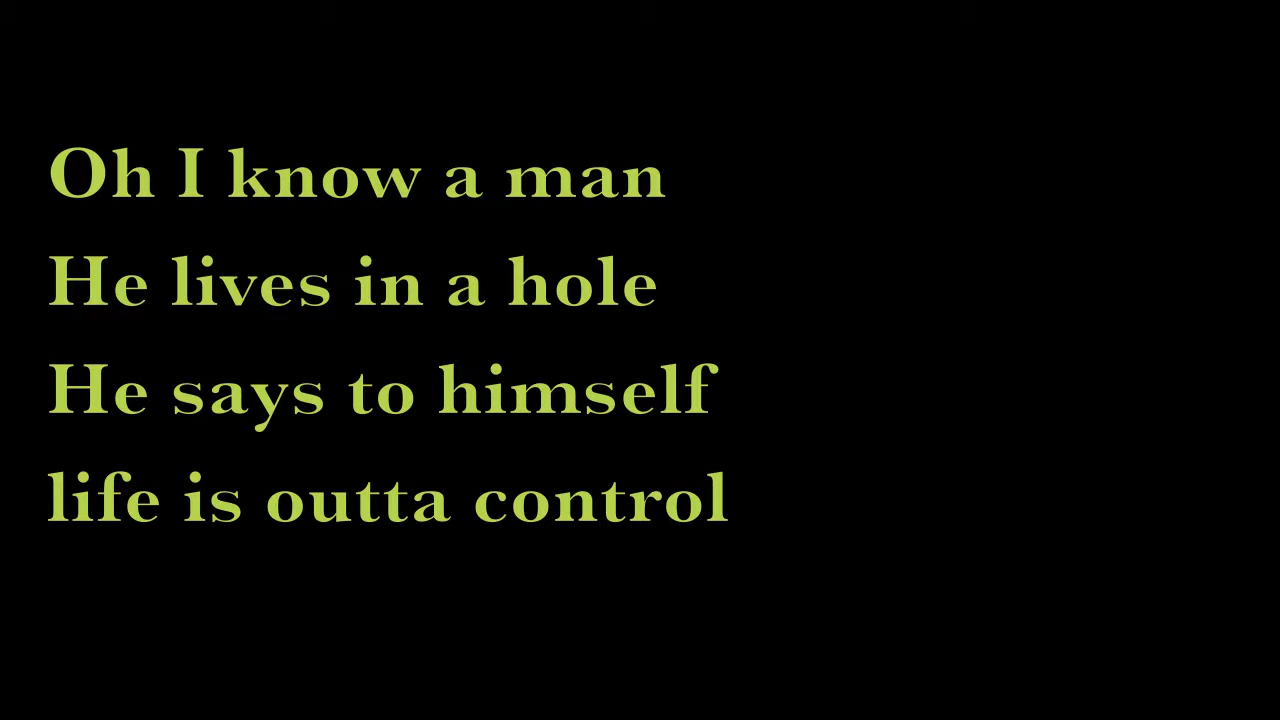 Oh I know a man
He lives in a hole
He says to himself
life is outta control